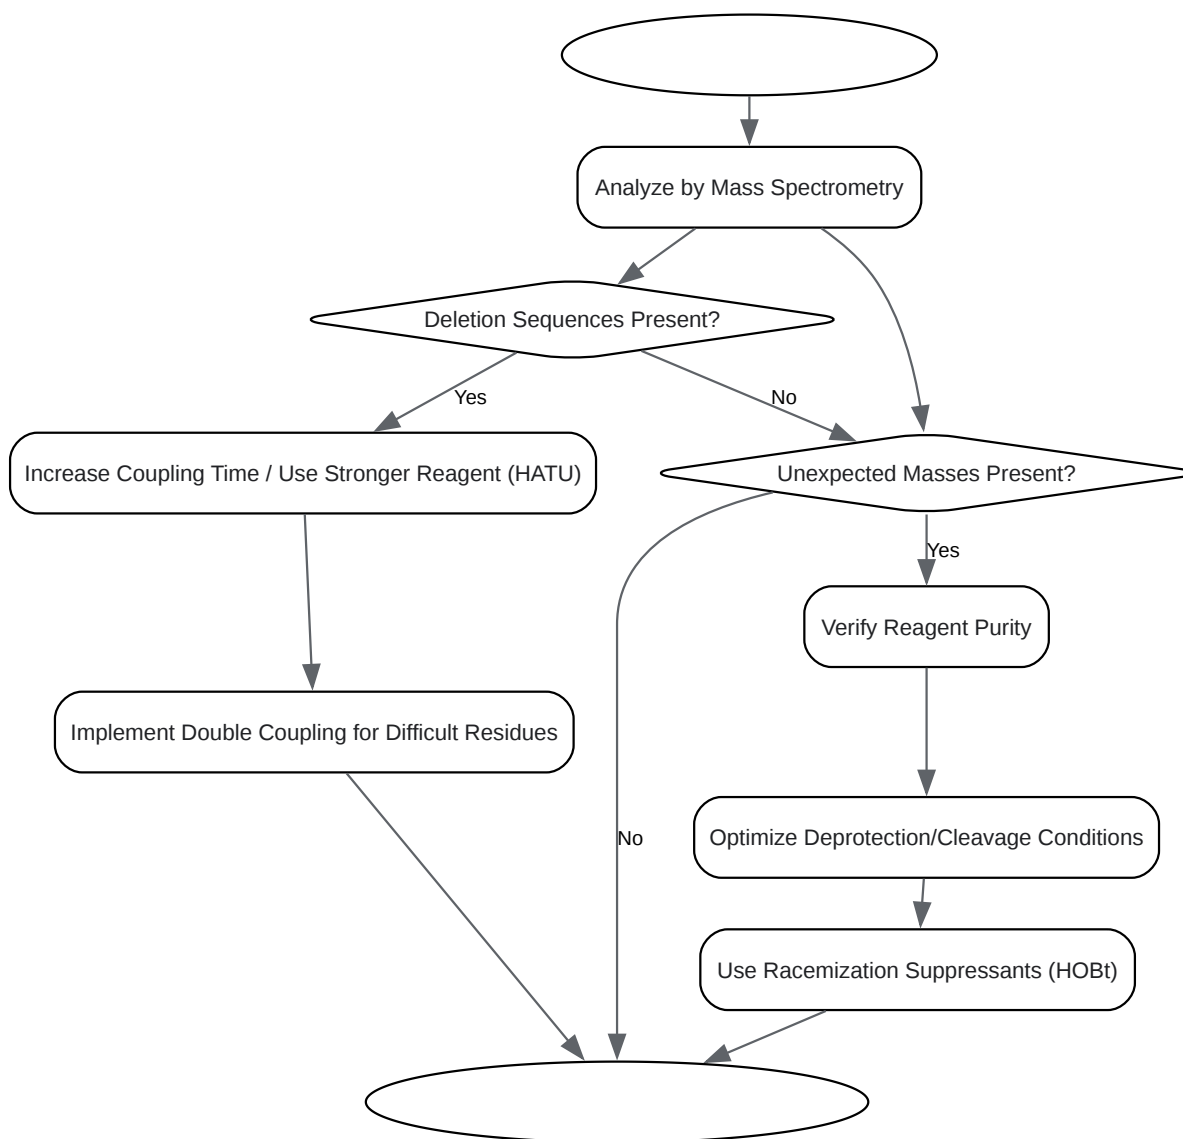 Analyze by Mass Spectrometry
Deletion Sequences Present?
Yes
No
Increase Coupling Time / Use Stronger Reagent (HATU)
Unexpected Masses Present?
Yes
Verify Reagent Purity
Implement Double Coupling for Difficult Residues
No
Optimize Deprotection/Cleavage Conditions
Use Racemization Suppressants (HOBt)